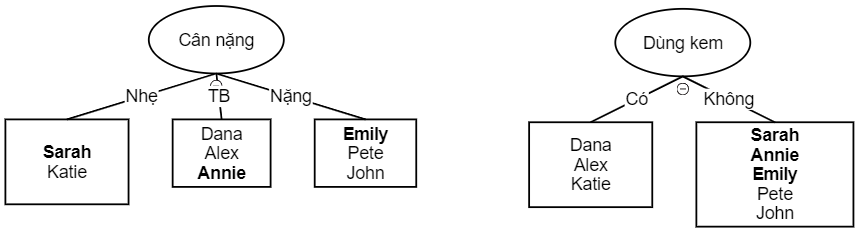 Cân nặng
Nhẹ
TB
Nặng
Sarah
Katie
Dana
Alex
Annie
Emily
Pete
John
Dùng kem
Có
Không
Dana
Alex
Katie
Sarah
Annie
Emily
Pete
John